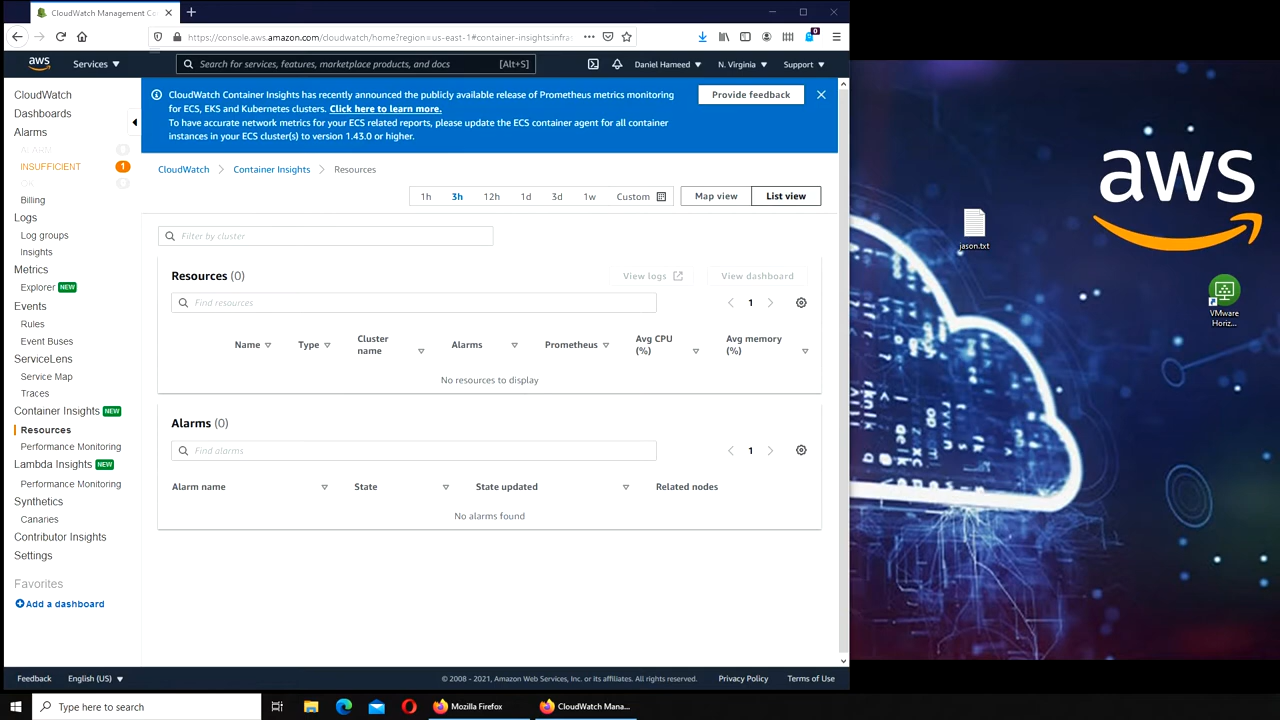 CloudWatch Management Co
https://console.aws.amazon.com/cloudwatch/home?region=us-east-1#container-insights:infra
0
aws
Services
Search for services, features, marketplace products, and docs
[Alt+S]
Daniel Hameed
N. Virginia
Support
CloudWatch
Dashboards
Alarms
ALARM 0
INSUFFICIENT 1
OK 0
Billing
Logs
Log groups
Insights
Metrics
Explorer NEW
Events
Rules
Event Buses
ServiceLens
Service Map
Traces
Container Insights NEW
Resources
Performance Monitoring
Lambda Insights NEW
Performance Monitoring
Synthetics
Canaries
Contributor Insights
Settings
Favorites
Add a dashboard
CloudWatch Container Insights has recently announced the publicly available release of Prometheus metrics monitoring
for ECS, EKS and Kubernetes clusters. Click here to learn more.
To have accurate network metrics for your ECS related reports, please update the ECS container agent for all container
instances in your ECS cluster(s) to version 1.43.0 or higher.
Provide feedback
CloudWatch
Container Insights
Resources
1h 3h 12h 1d 3d 1w Custom
Map view List view
Filter by cluster
Resources (0)
View logs
View dashboard
Find resources
1
Name
Type
Cluster
name
Alarms
Prometheus
Avg CPU
(%)
Avg memory
(%)
No resources to display
Alarms (0)
Find alarms
1
Alarm name
State
State updated
Related nodes
No alarms found
Feedback
English (US)
© 2008 - 2021, Amazon Web Services, Inc. or its affiliates. All rights reserved.
Privacy Policy
Terms of Use
aws
jason.txt
VMware
Horiz...
Type here to search
Mozilla Firefox
CloudWatch Mana...